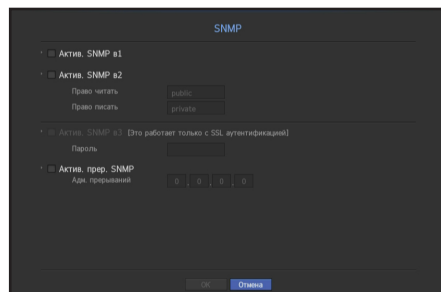 SNMP
Актив. SNMP в1
Актив. SNMP в2
Право читать public
Право писать private
Актив. SNMP в3 (Это работает только с SSL аутентификацией)
Пароль
Актив. прер. SNMP
Адм. прерываний 0 . 0 . 0 . 0
OK Отмена